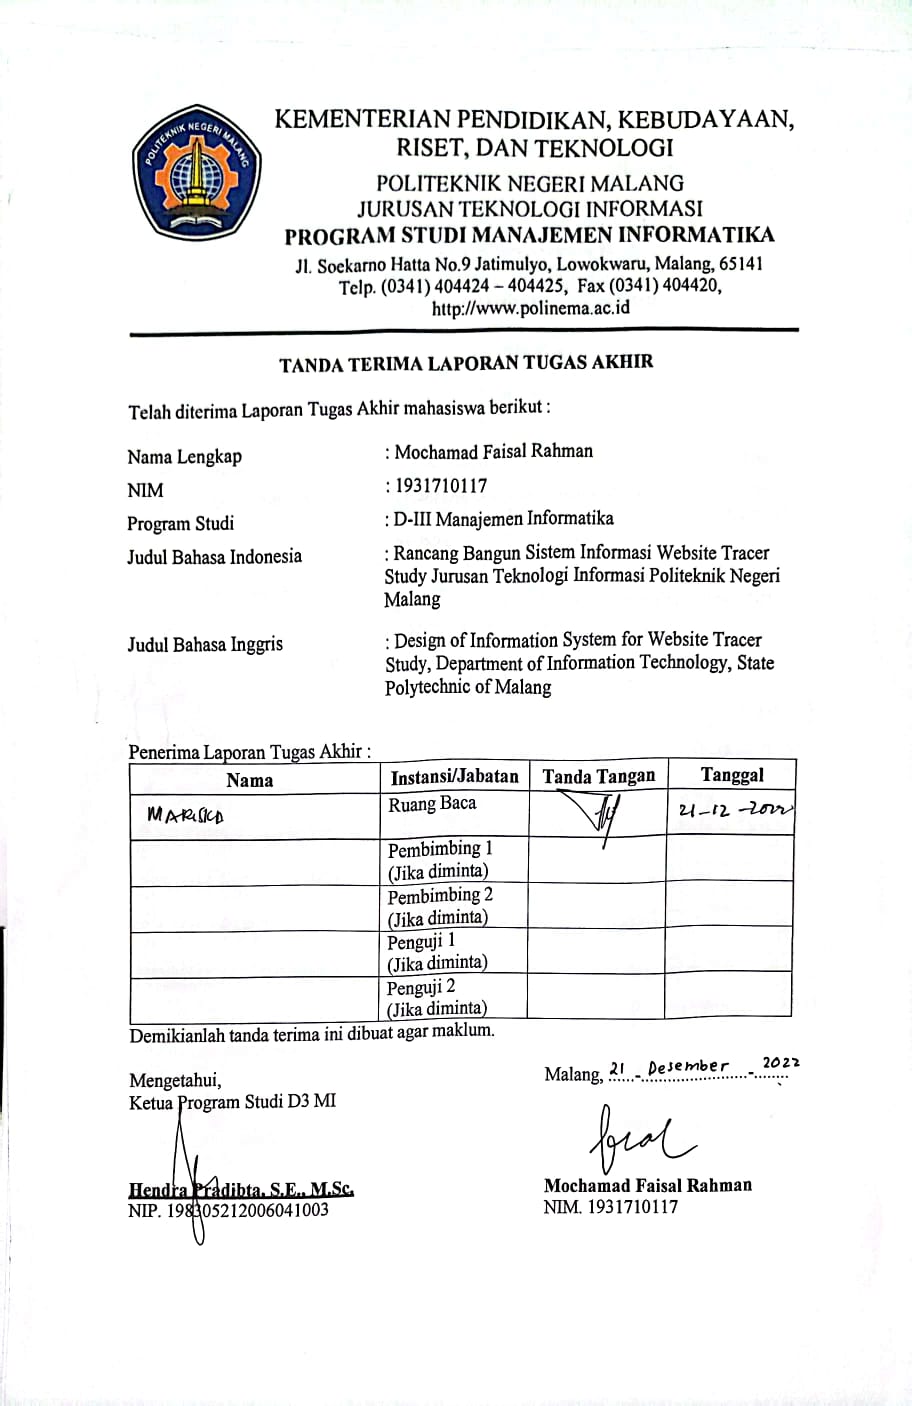 POLITEKNIK NEGERI MALANG
KEMENTERIAN PENDIDIKAN, KEBUDAYAAN,
RISET, DAN TEKNOLOGI
POLITEKNIK NEGERI MALANG
JURUSAN TEKNOLOGI INFORMASI
PROGRAM STUDI MANAJEMEN INFORMATIKA
Jl. Soekarno Hatta No.9 Jatimulyo, Lowokwaru, Malang, 65141
Telp. (0341) 404424 – 404425, Fax (0341) 404420,
http://www.polinema.ac.id
TANDA TERIMA LAPORAN TUGAS AKHIR
Telah diterima Laporan Tugas Akhir mahasiswa berikut :
Nama Lengkap : Mochamad Faisal Rahman
NIM : 1931710117
Program Studi : D-III Manajemen Informatika
Judul Bahasa Indonesia : Rancang Bangun Sistem Informasi Website Tracer
Study Jurusan Teknologi Informasi Politeknik Negeri
Malang
Judul Bahasa Inggris : Design of Information System for Website Tracer
Study, Department of Information Technology, State
Polytechnic of Malang
Penerima Laporan Tugas Akhir :
Nama Instansi/Jabatan Tanda Tangan Tanggal
Ruang Baca 21-12-2022
Pembimbing 1
(Jika diminta)
Pembimbing 2
(Jika diminta)
Penguji 1
(Jika diminta)
Penguji 2
(Jika diminta)
Demikianlah tanda terima ini dibuat agar maklum.
Malang, 21 - Desember - 2022
Mengetahui,
Ketua Program Studi D3 MI
Hendra Pradibta, S.E., M.Sc.
NIP. 198305212006041003
Mochamad Faisal Rahman
NIM. 1931710117